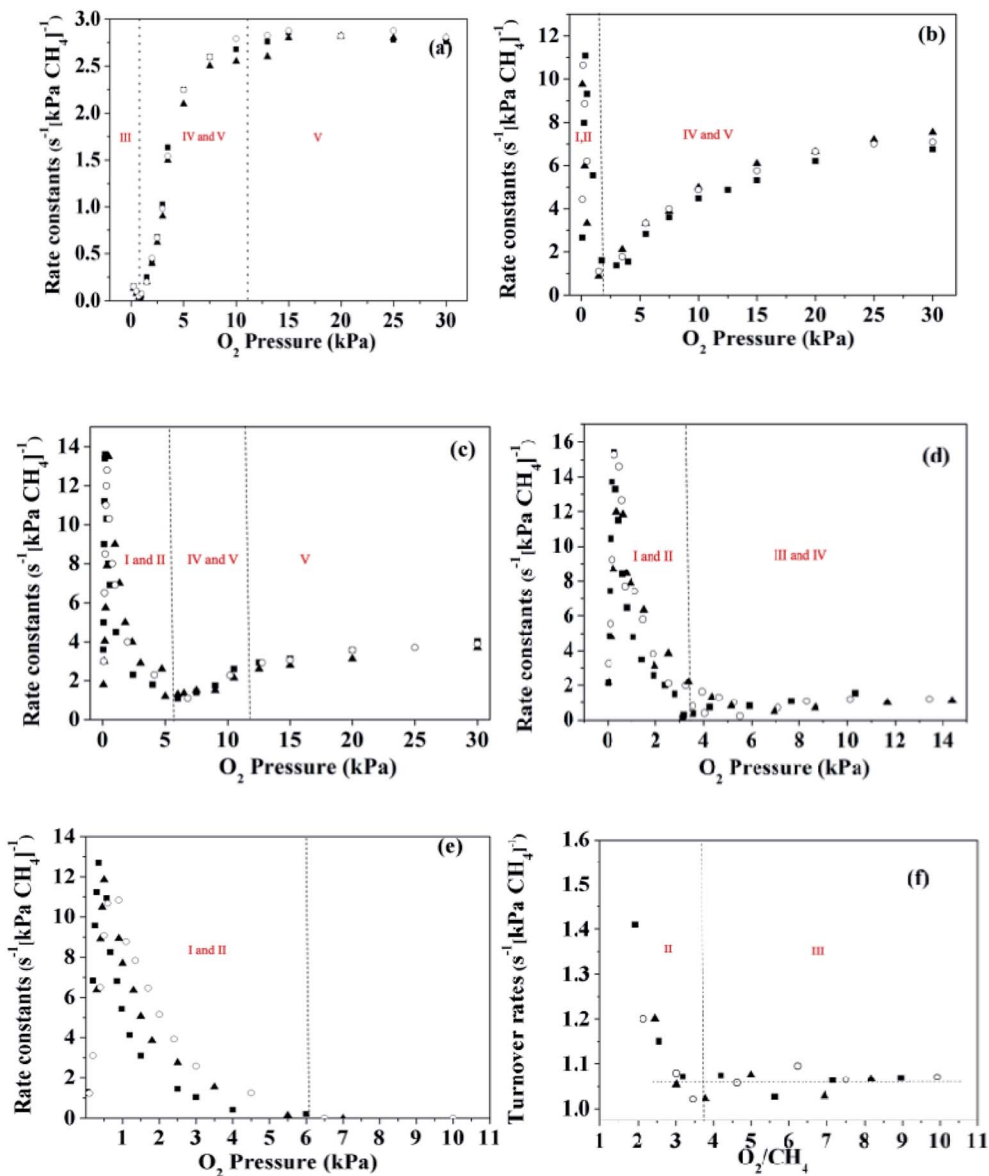 (a)
Rate constants (s⁻¹[kPa CH₄]⁻¹)
3.0
2.5
2.0
1.5
1.0
0.5
0.0
III
IV and V
V
0 5 10 15 20 25 30
O₂ Pressure (kPa)
(b)
Rate constants (s⁻¹[kPa CH₄]⁻¹)
12
10
8
6
4
2
0
I,II
IV and V
0 5 10 15 20 25 30
O₂ Pressure (kPa)
(c)
Rate constants (s⁻¹[kPa CH₄]⁻¹)
14
12
10
8
6
4
2
0
I and II
IV and V
V
0 5 10 15 20 25 30
O₂ Pressure (kPa)
(d)
Rate constants (s⁻¹[kPa CH₄]⁻¹)
16
14
12
10
8
6
4
2
0
I and II
III and IV
0 2 4 6 8 10 12 14
O₂ Pressure (kPa)
(e)
Rate constants (s⁻¹[kPa CH₄]⁻¹)
14
12
10
8
6
4
2
0
I and II
1 2 3 4 5 6 7 8 9 10 11
O₂ Pressure (kPa)
(f)
Turnover rates (s⁻¹[kPa CH₄]⁻¹)
1.6
1.5
1.4
1.3
1.2
1.1
1.0
II
III
1 2 3 4 5 6 7 8 9 10 11
O₂/CH₄